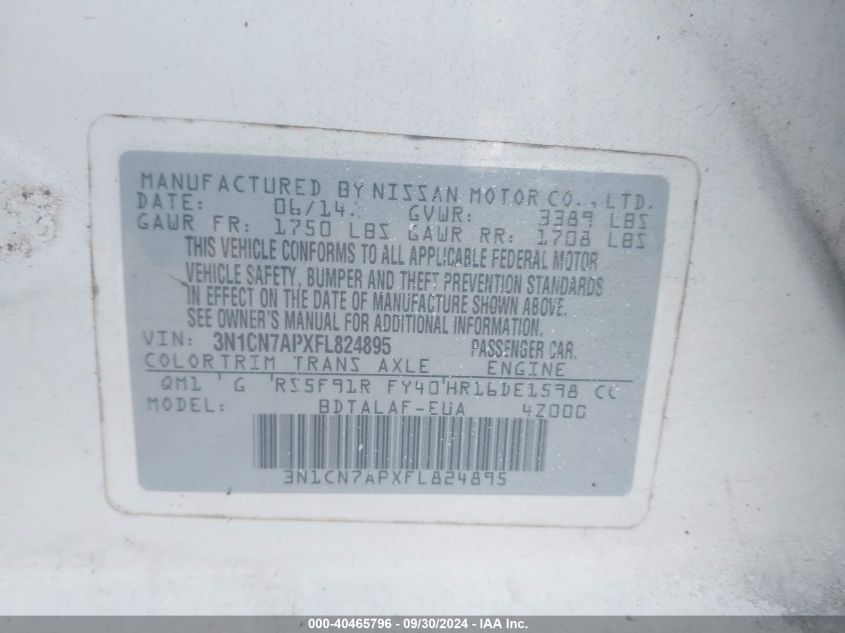 MANUFACTURED BY NISSAN MOTOR CO., LTD.
DATE: 06/14. GVWR: 3389 LBS
GAWR FR: 1750 LBS GAWR RR: 1708 LBS
THIS VEHICLE CONFORMS TO ALL APPLICABLE FEDERAL MOTOR
VEHICLE SAFETY, BUMPER AND THEFT PREVENTION STANDARDS
IN EFFECT ON THE DATE OF MANUFACTURE SHOWN ABOVE.
SEE OWNER'S MANUAL FOR ADDITIONAL INFORMATION.
VIN: 3N1CN7APXFL824895 PASSENGER CAR.
COLOR TRIM TRANS AXLE ENGINE
QM1 G RS5F91R FY40 HR16DE1598 CC
MODEL: BDTALAF-EUA 4Z00G
3N1CN7APXFL824895
000-40465796 - 09/30/2024 - IAA Inc.